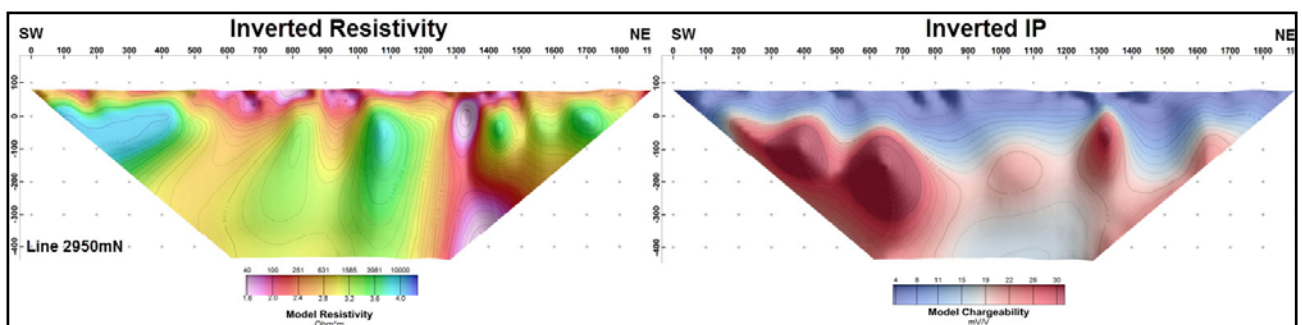 Inverted Resistivity
SW NE
0 100 200 300 400 500 600 700 800 900 1000 1100 1200 1300 1400 1500 1600 1700 1800 19
100
0
-100
-200
-300
-400
Line 2950mN
40 100 251 631 1585 3981 10000
1.6 2.0 2.4 2.8 3.2 3.6 4.0
Model Resistivity
Ohm*m
Inverted IP
SW NE
0 100 200 300 400 500 600 700 800 900 1000 1100 1200 1300 1400 1500 1600 1700 1800 19
100
0
-100
-200
-300
-400
4 8 11 15 19 22 26 30
Model Chargeability
mV/V